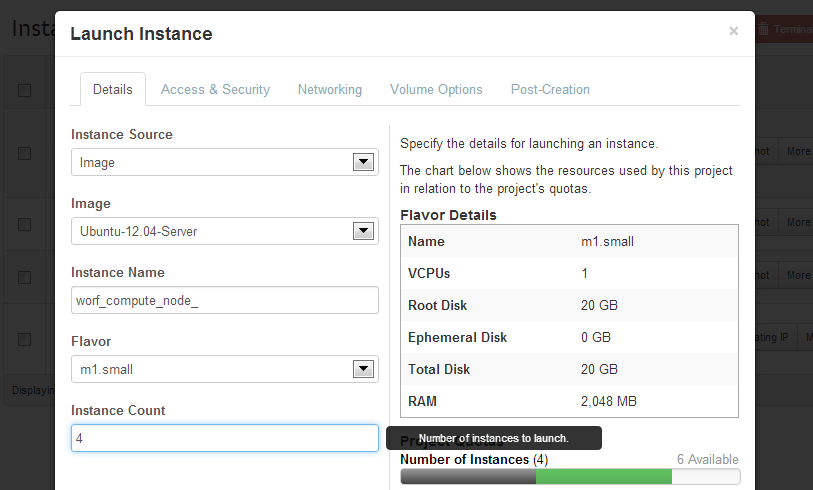 Insta
Launch Instance
×
Termina
Details
Access & Security
Networking
Volume Options
Post-Creation
Instance Source
Image
Image
Ubuntu-12.04-Server
Instance Name
worf_compute_node_
Flavor
m1.small
Instance Count
4
Specify the details for launching an instance.
The chart below shows the resources used by this project
in relation to the project's quotas.
Flavor Details
Name m1.small
VCPUs 1
Root Disk 20 GB
Ephemeral Disk 0 GB
Total Disk 20 GB
RAM 2,048 MB
Project Quotas
Number of instances to launch.
Number of Instances (4) 6 Available
hot More
hot More
hot More
ating IP M
Displayin